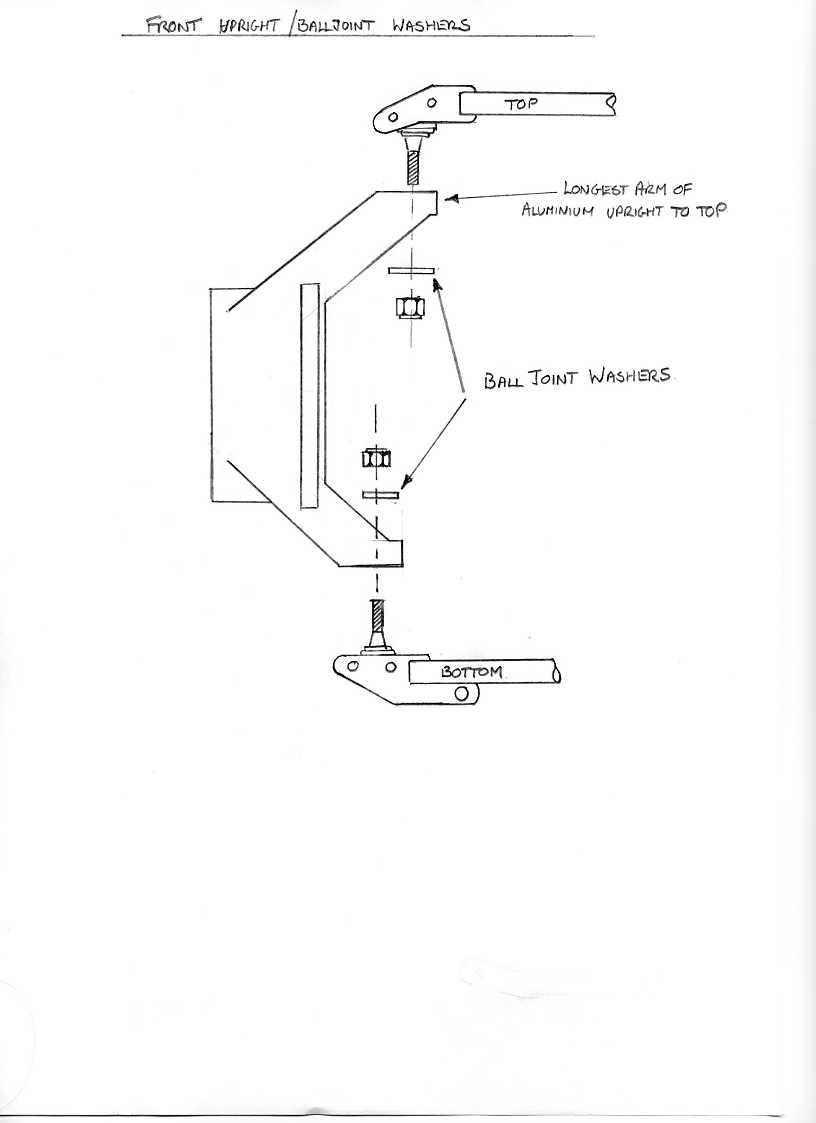 FRONT UPRIGHT/BALLJOINT WASHERS
TOP
LONGEST ARM OF
ALUMINIUM UPRIGHT TO TOP
BALL JOINT WASHERS.
BOTTOM.